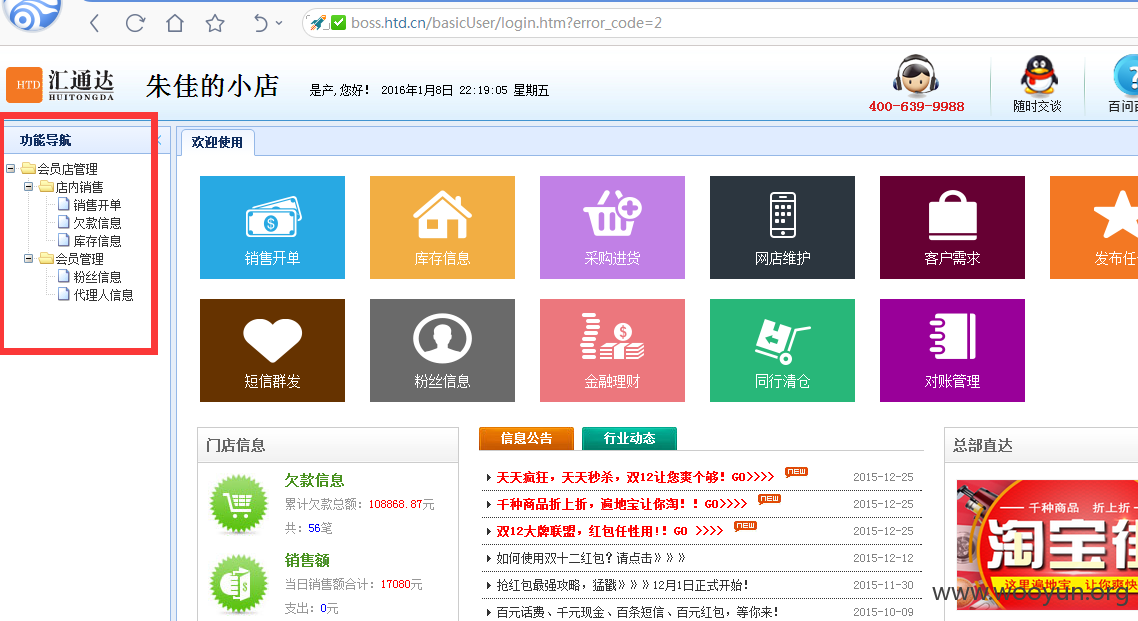 boss.htd.cn/basicUser/login.htm?error_code=2
HTD 汇通达 HUITONGDA
朱佳的小店
是产,您好! 2016年1月8日 22:19:05 星期五
400-639-9988
随时交谈
功能导航
欢迎使用
会员店管理
店内销售
销售开单
欠款信息
库存信息
会员管理
粉丝信息
代理人信息
销售开单
库存信息
采购进货
网店维护
客户需求
发布任
短信群发
粉丝信息
金融理财
同行清仓
对账管理
门店信息
欠款信息
累计欠款总额: 108868.87元
共: 56笔
销售额
当日销售额合计: 17080元
支出: 0元
信息公告 行业动态
天天疯狂, 天天秒杀, 双12让您爽个够! GO>>>> NEW 2015-12-25
千种商品折上折, 遍地宝让你淘!! GO>>>> NEW 2015-12-25
双12大牌联盟, 红包任性用!! GO >>>> NEW 2015-12-25
如何使用双十二红包? 请点击》》》 2015-12-12
抢红包最强攻略, 猛戳》》》12月1日正式开始! 2015-11-30
百元话费、千元现金、百条短信、百元红包, 等你来! 2015-10-09
总部直达
千种商品 折上折
淘宝往
这里遍地宝, 让你爽快
www.wooyun.org